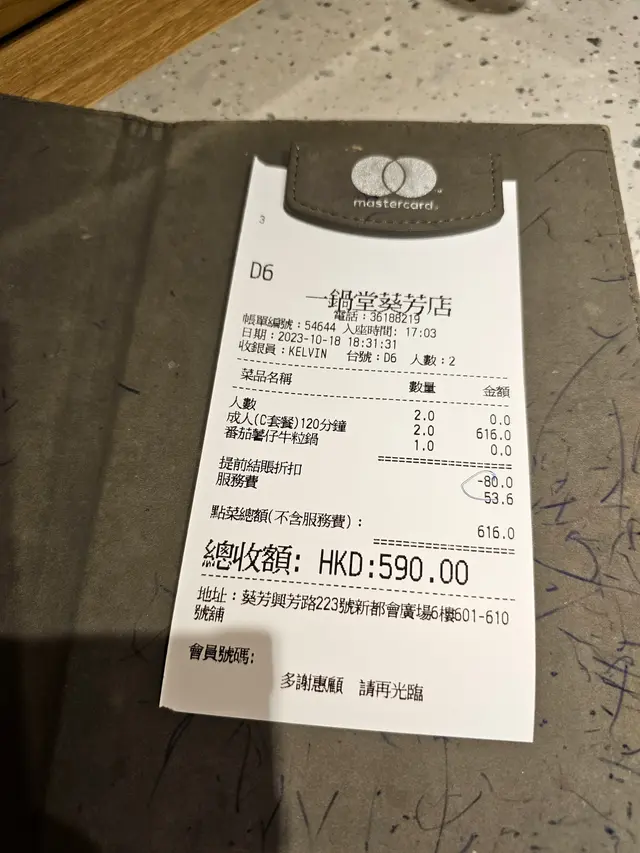 mastercard.
3
D6
一鍋堂葵芳店
電話：36188219
帳單編號：54644 入座時間: 17:03
日期：2023-10-18 18:31:31
收銀員：KELVIN 台號：D6 人數：2
菜品名稱 數量 金額
人數 2.0 0.0
成人(C套餐)120分鐘 2.0 616.0
番茄薯仔牛粒鍋 1.0 0.0
提前結賬折扣 -80.0
服務費 53.6
點菜總額(不含服務費)： 616.0
總收額: HKD:590.00
地址：葵芳興芳路223號新都會廣場6樓601-610
號舖
會員號碼:
多謝惠顧 請再光臨